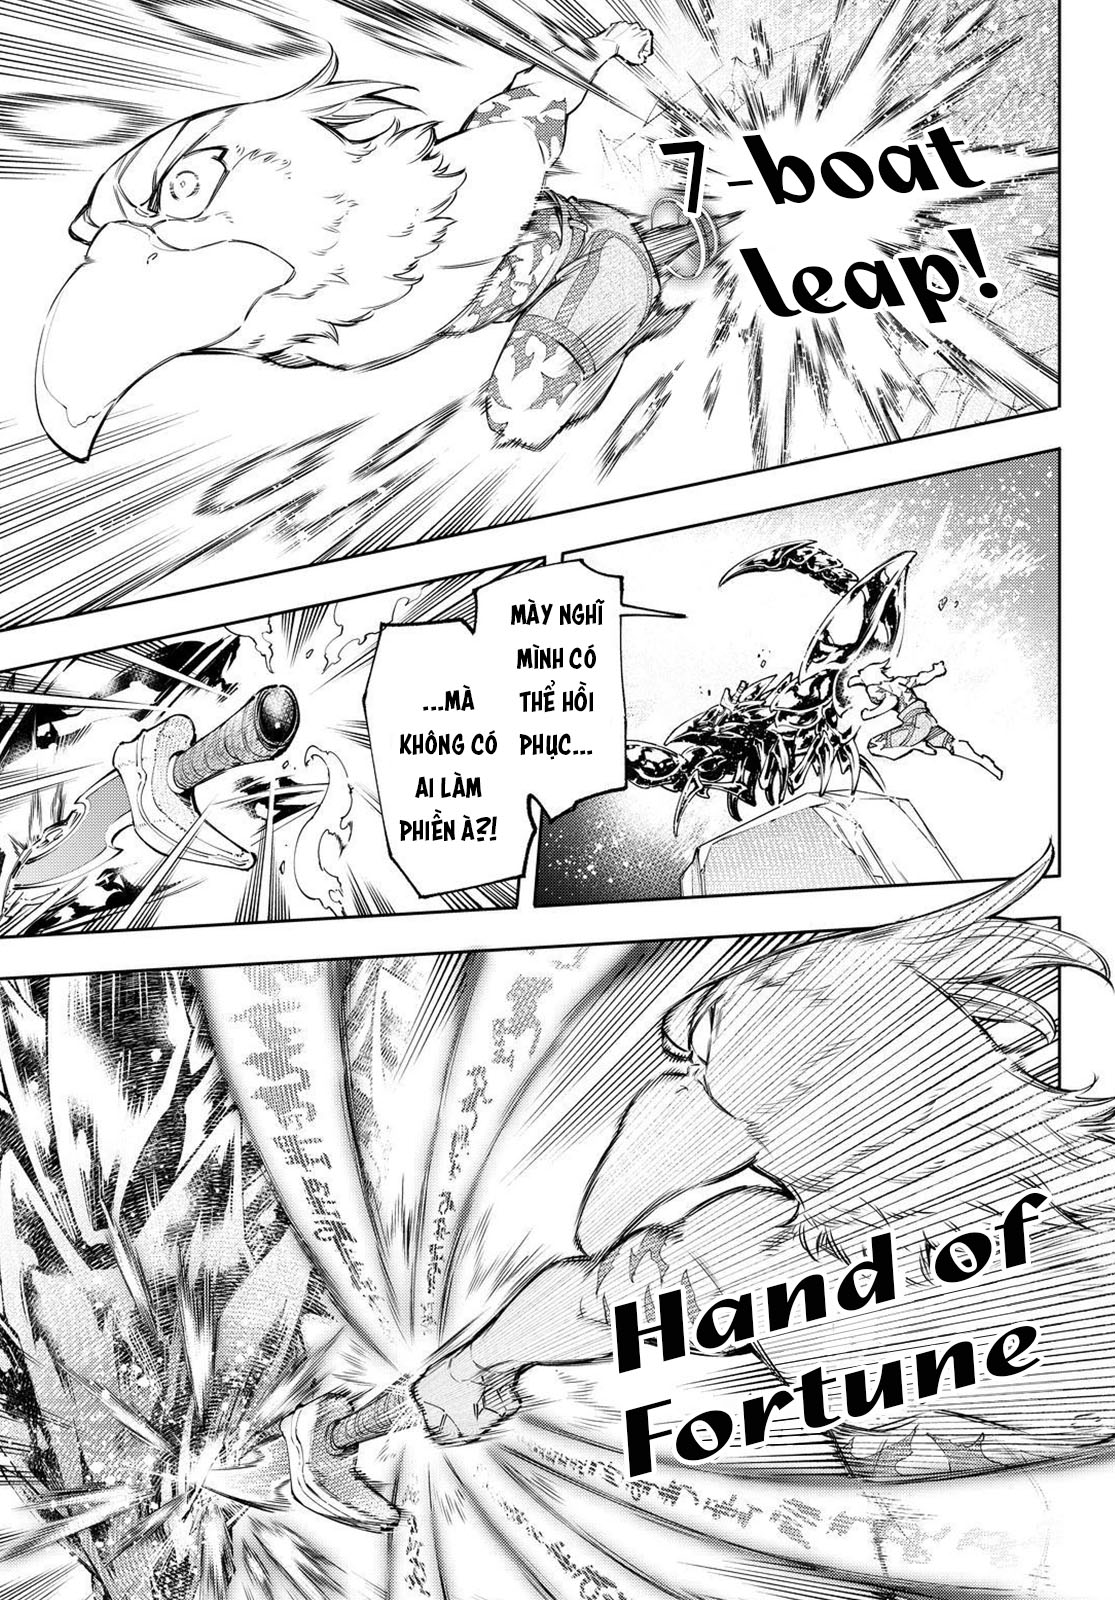 7-boat
leap!
MÀY NGHĨ
MÌNH CÓ
THỂ HỒI
PHỤC...
...MÀ
KHÔNG CÓ
AI LÀM
PHIỀN À?!
Hand of
Fortune